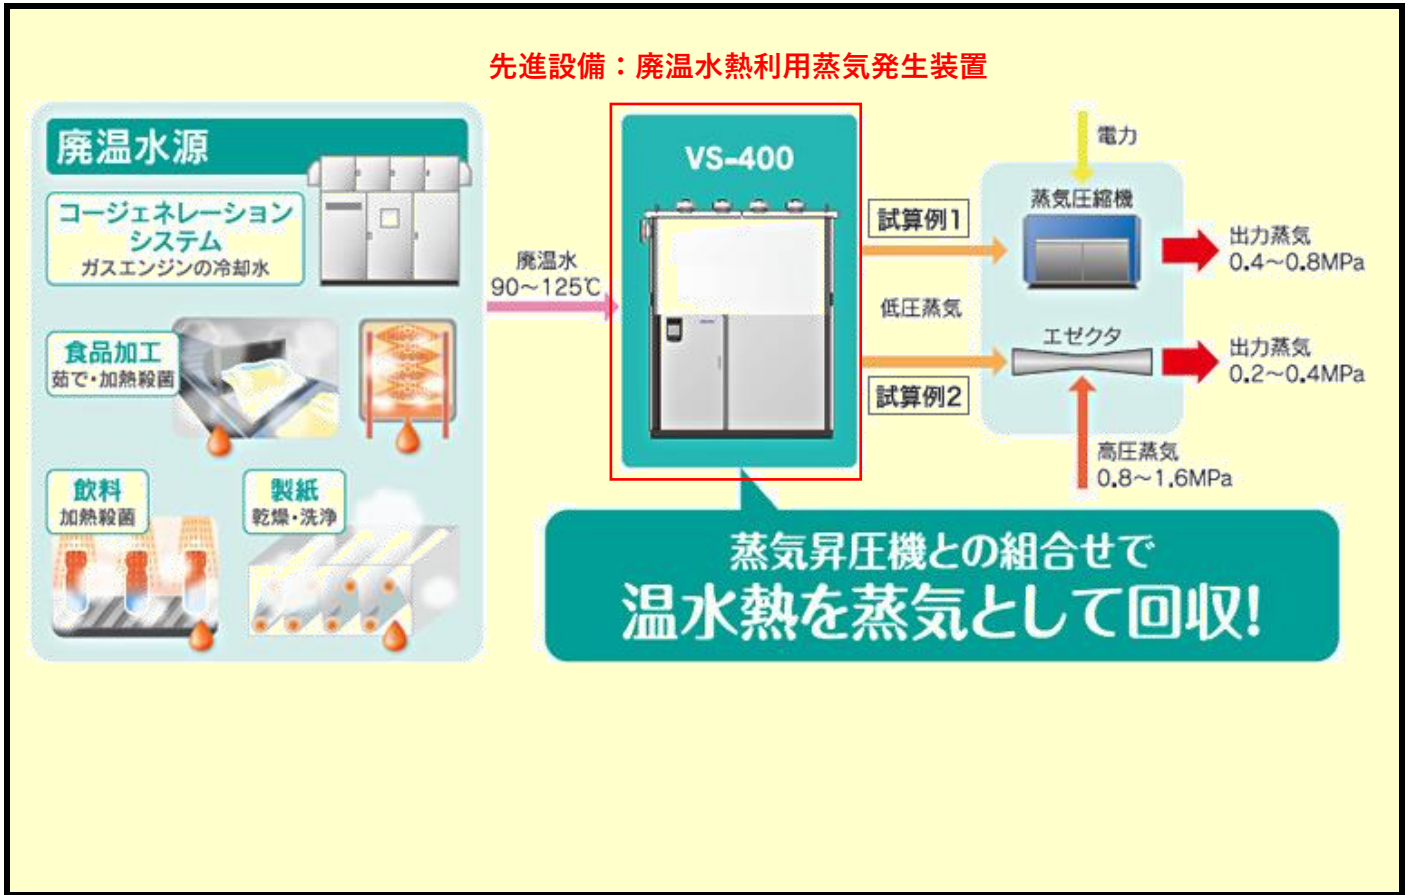 先進設備：廃温水熱利用蒸気発生装置
廃温水源
コージェネレーション
システム
ガスエンジンの冷却水
食品加工
茹で・加熱殺菌
飲料
加熱殺菌
製紙
乾燥・洗浄
廃温水
90～125℃
VS-400
試算例1
低圧蒸気
試算例2
電力
蒸気圧縮機
エゼクタ
高圧蒸気
0.8～1.6MPa
出力蒸気
0.4～0.8MPa
出力蒸気
0.2～0.4MPa
蒸気昇圧機との組合せで
温水熱を蒸気として回収!